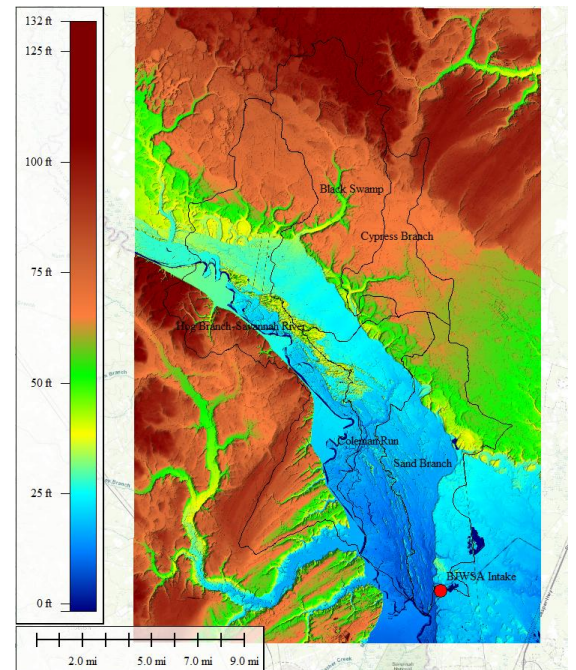 132 ft
125 ft
100 ft
75 ft
50 ft
25 ft
0 ft
Black Swamp
Cypress Branch
Hog Branch-Savannah River
Coleman Run
Sand Branch
BJWSA Intake
2.0 mi 5.0 mi 7.0 mi 9.0 mi